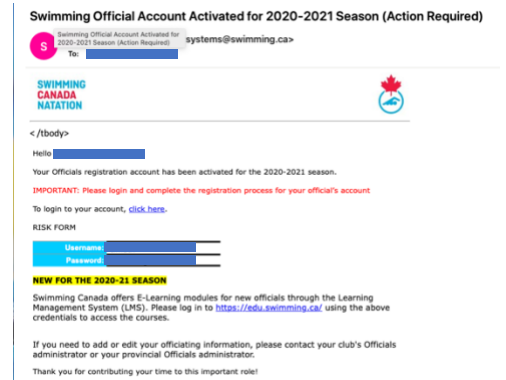 Swimming Official Account Activated for 2020-2021 Season (Action Required)
S
Swimming Official Account Activated for
2020-2021 Season (Action Required)
systems@swimming.ca>
To:
SWIMMING
CANADA
NATATION
</tbody>
Hello
Your Officials registration account has been activated for the 2020-2021 season.
IMPORTANT: Please login and complete the registration process for your official's account
To login to your account, click here.
RISK FORM
Username:
Password:
NEW FOR THE 2020-21 SEASON
Swimming Canada offers E-Learning modules for new officials through the Learning
Management System (LMS). Please log in to https://edu.swimming.ca/ using the above
credentials to access the courses.
If you need to add or edit your officiating information, please contact your club's Officials
administrator or your provincial Officials administrator.
Thank you for contributing your time to this important role!